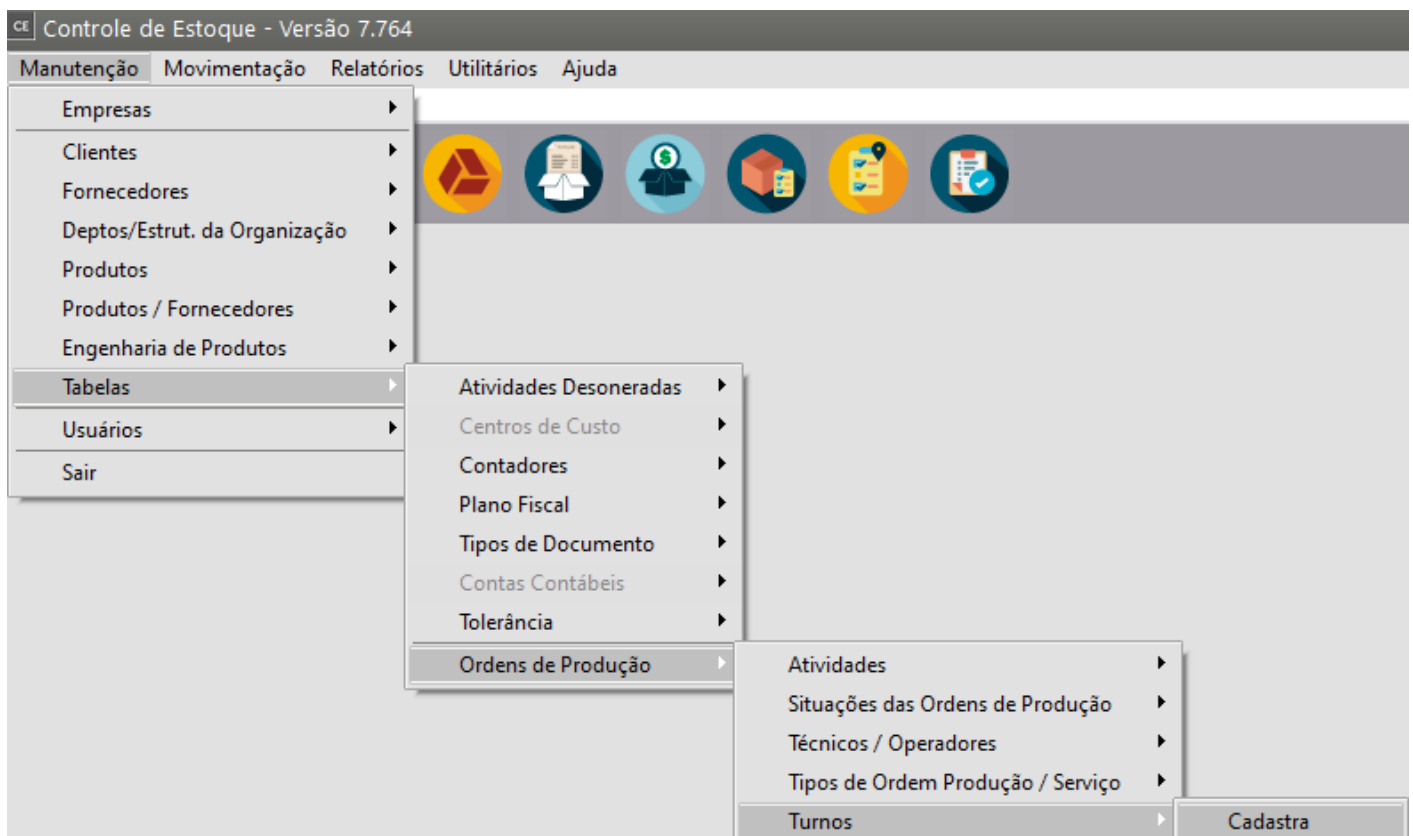 CE Controle de Estoque - Versão 7.764
Manutenção Movimentação Relatórios Utilitários Ajuda
Empresas
Clientes
Fornecedores
Deptos/Estrut. da Organização
Produtos
Produtos / Fornecedores
Engenharia de Produtos
Tabelas
Usuários
Sair
Atividades Desoneradas
Centros de Custo
Contadores
Plano Fiscal
Tipos de Documento
Contas Contábeis
Tolerância
Ordens de Produção
Atividades
Situações das Ordens de Produção
Técnicos / Operadores
Tipos de Ordem Produção / Serviço
Turnos
Cadastra